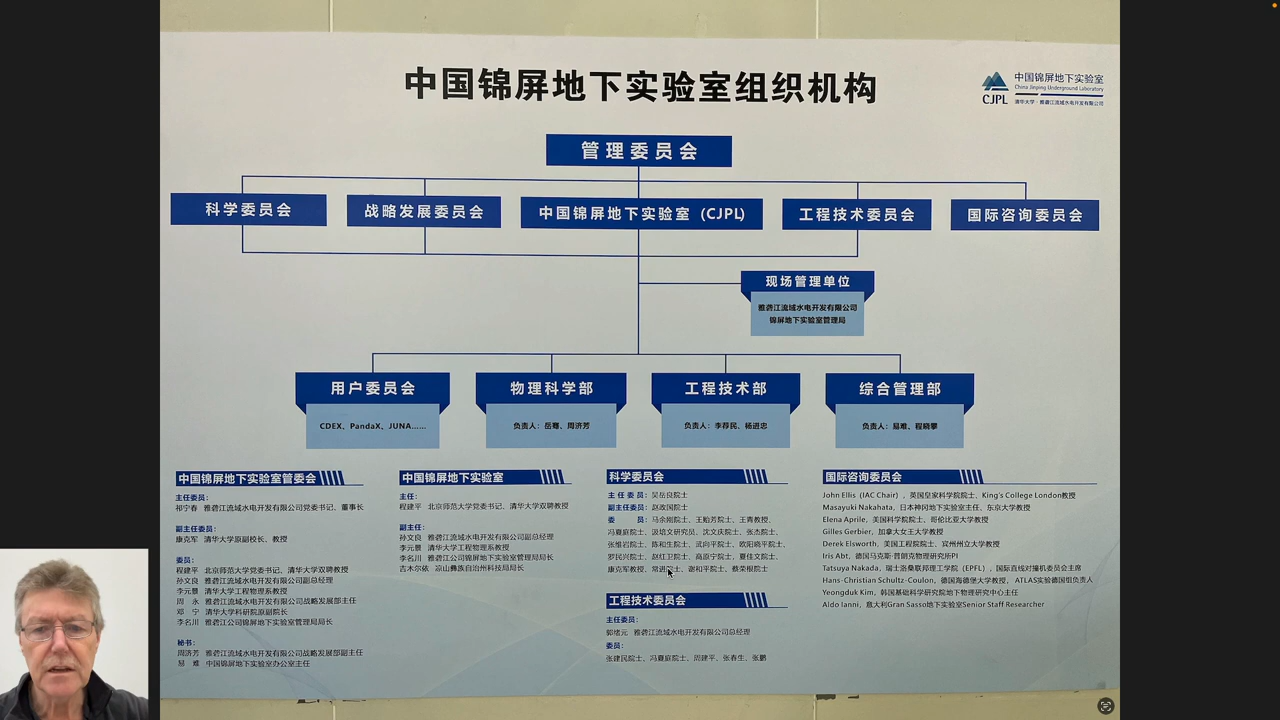 中国锦屏地下实验室组织机构
中国锦屏地下实验室
China Jinping Underground Laboratory
CJPL
清华大学·雅砻江流域水电开发有限公司
管理委员会
科学委员会
战略发展委员会
中国锦屏地下实验室（CJPL）
工程技术委员会
国际咨询委员会
现场管理单位
雅砻江流域水电开发有限公司
锦屏地下实验室管理局
用户委员会
CDEX、PandaX、JUNA……
物理科学部
负责人：岳骞、周济芳
工程技术部
负责人：李荐民、杨进忠
综合管理部
负责人：易难、程晓攀
中国锦屏地下实验室管委会
主任委员：
祁宁春 雅砻江流域水电开发有限公司党委书记、董事长
副主任委员：
康克军 清华大学原副校长、教授
委员：
程建平 北京师范大学党委书记、清华大学双聘教授
孙文良 雅砻江流域水电开发有限公司副总经理
李元景 清华大学工程物理系教授
周 永 雅砻江流域水电开发有限公司战略发展部主任
邓 宁 清华大学科研院原副院长
李名川 雅砻江公司锦屏地下实验室管理局局长
秘书：
周济芳 雅砻江流域水电开发有限公司战略发展部副主任
易 难 中国锦屏地下实验室办公室主任
中国锦屏地下实验室
主任：
程建平 北京师范大学党委书记、清华大学双聘教授
副主任：
孙文良 雅砻江流域水电开发有限公司副总经理
李元景 清华大学工程物理系教授
李名川 雅砻江公司锦屏地下实验室管理局局长
吉木尔依 凉山彝族自治州科技局局长
科学委员会
主任委员：吴岳良院士
副主任委员：赵政国院士
委 员：马余刚院士、王贻芳院士、王青教授、
冯夏庭院士、汲培文研究员、沈文庆院士、张杰院士、
张维岩院士、陈和生院士、武向平院士、欧阳晓平院士、
罗民兴院士、赵红卫院士、高原宁院士、夏佳文院士、
康克军教授、常进院士、谢和平院士、蔡荣根院士
工程技术委员会
主任委员：
郭绪元 雅砻江流域水电开发有限公司总经理
委员：
张建民院士、冯夏庭院士、周建平、张春生、张鹏
国际咨询委员会
John Ellis（IAC Chair），英国皇家科学院院士、King's College London教授
Masayuki Nakahata，日本神冈地下实验室主任、东京大学教授
Elena Aprile，美国科学院院士、哥伦比亚大学教授
Gilles Gerbier，加拿大女王大学教授
Derek Elsworth，美国工程院院士、宾州州立大学教授
Iris Abt，德国马克斯·普朗克物理研究所PI
Tatsuya Nakada，瑞士洛桑联邦理工学院（EPFL）、国际直线对撞机委员会主席
Hans-Christian Schultz-Coulon，德国海德堡大学教授， ATLAS实验德国组负责人
Yeongduk Kim，韩国基础科学研究院地下物理研究中心主任
Aldo Ianni，意大利Gran Sasso地下实验室Senior Staff Researcher